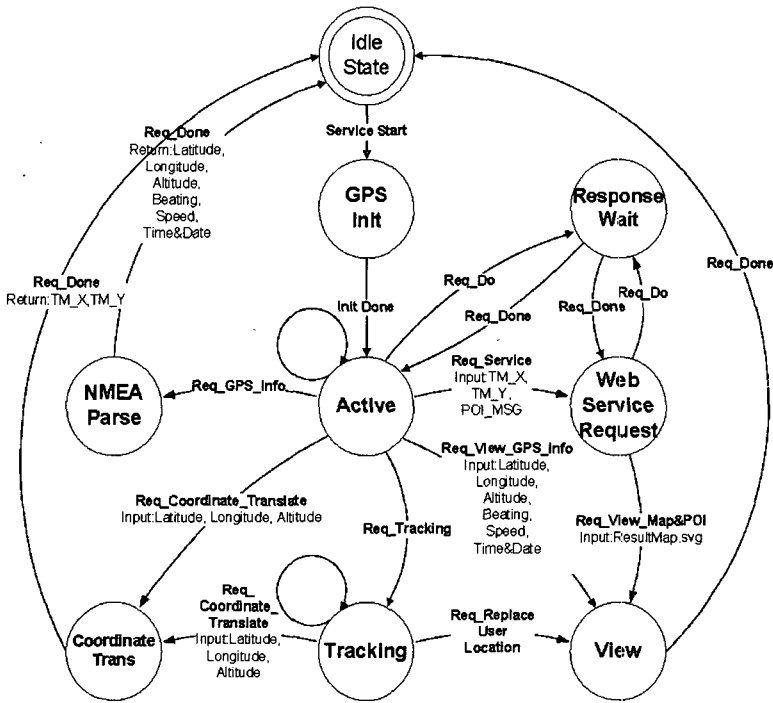 Idle
State
Service Start
Req_Done
Return:Latitude,
Longitude,
Altitude,
Beating,
Speed,
Time&Date
GPS
Init
Response
Wait
Req_Done
Return:TM_X,TM_Y
Req_Done
Init Done
Req_Do
Req_Done
Req_Done
Req_Do
NMEA
Parse
Req_GPS_Info
Active
Req_Service
Input:TM_X,
TM_Y,
POI_MSG
Web
Service
Request
Req_View_GPS_Info
Input:Latitude,
Longitude,
Altitude,
Beating,
Speed,
Time&Date
Req_Coordinate_Translate
Input:Latitude, Longitude, Altitude
Req_Tracking
Req_View_Map&POI
Input:ResultMap.svg
Coordinate
Trans
Req_
Coordinate_
Translate
Input:Latitude,
Longitude,
Altitude
Tracking
Req_Replace
User
Location
View